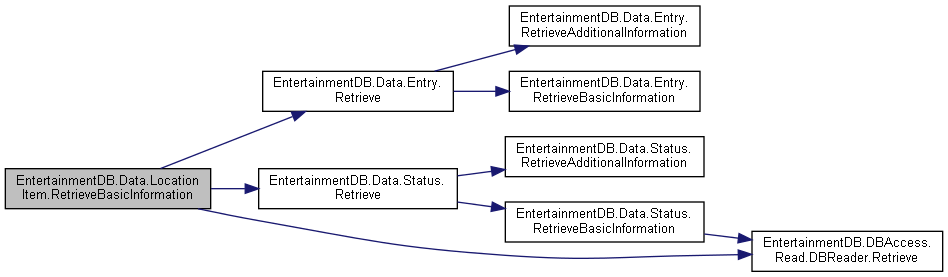 EntertainmentDB.Data.Entry.
RetrieveAdditionalInformation
EntertainmentDB.Data.Entry.
Retrieve
EntertainmentDB.Data.Entry.
RetrieveBasicInformation
EntertainmentDB.Data.Status.
RetrieveAdditionalInformation
EntertainmentDB.Data.Location
Item.RetrieveBasicInformation
EntertainmentDB.Data.Status.
Retrieve
EntertainmentDB.Data.Status.
RetrieveBasicInformation
EntertainmentDB.DBAccess.
Read.DBReader.Retrieve